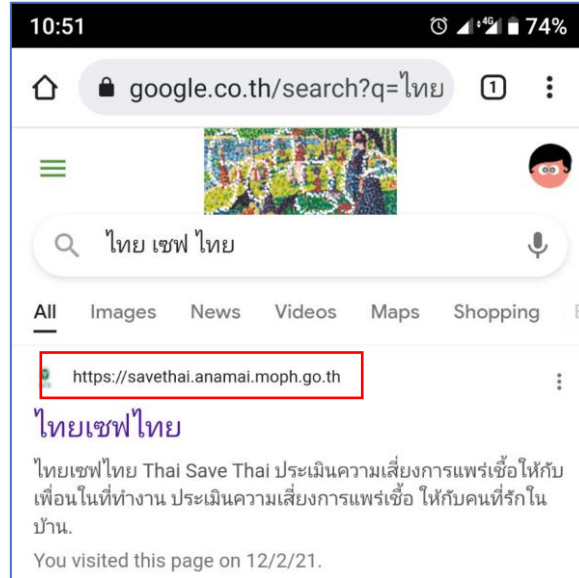 10:51 4G 74%
google.co.th/search?q=ไทย 1
ไทย เซฟ ไทย
All Images News Videos Maps Shopping
https://savethai.anamai.moph.go.th
ไทยเซฟไทย
ไทยเซฟไทย Thai Save Thai ประเมินความเสี่ยงการแพร่เชื้อให้กับ
เพื่อนในที่ทำงาน ประเมินความเสี่ยงการแพร่เชื้อ ให้กับคนที่รักใน
บ้าน.
You visited this page on 12/2/21.